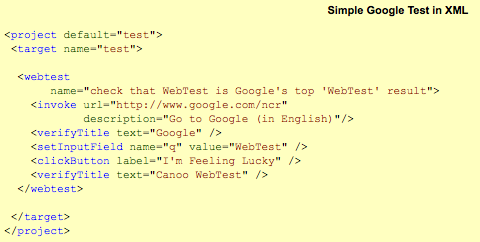 Simple Google Test in XML
<project default="test">
<target name="test">
<webtest
name="check that WebTest is Google's top 'WebTest' result">
<invoke url="http://www.google.com/ncr"
description="Go to Google (in English)"/>
<verifyTitle text="Google" />
<setInputField name="q" value="WebTest" />
<clickButton label="I'm Feeling Lucky" />
<verifyTitle text="Canoo WebTest" />
</webtest>
</target>
</project>